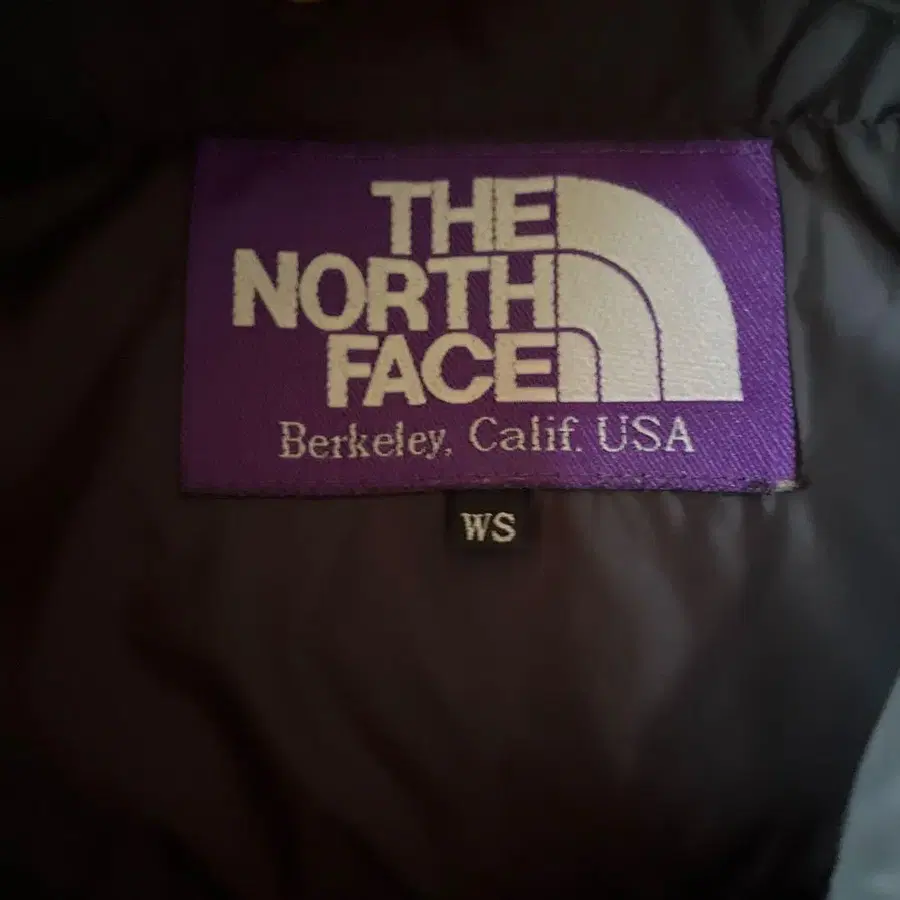 THE
NORTH
FACE
Berkeley, Calif. USA
WS